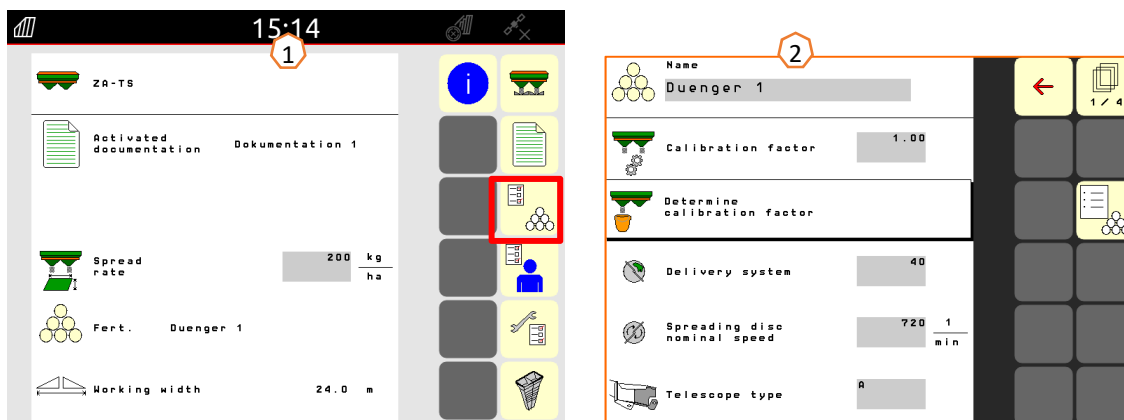 15:14
1
ZA-TS
i
Activated
documentation Dokumentation 1
Spread
rate 200 kg
ha
Fert. Duenger 1
Working width 24.0 m
2
Name
Duenger 1
1 / 4
Calibration factor 1.00
Determine
calibration factor
Delivery system 40
Spreading disc
nominal speed 720 1
min
Telescope type A